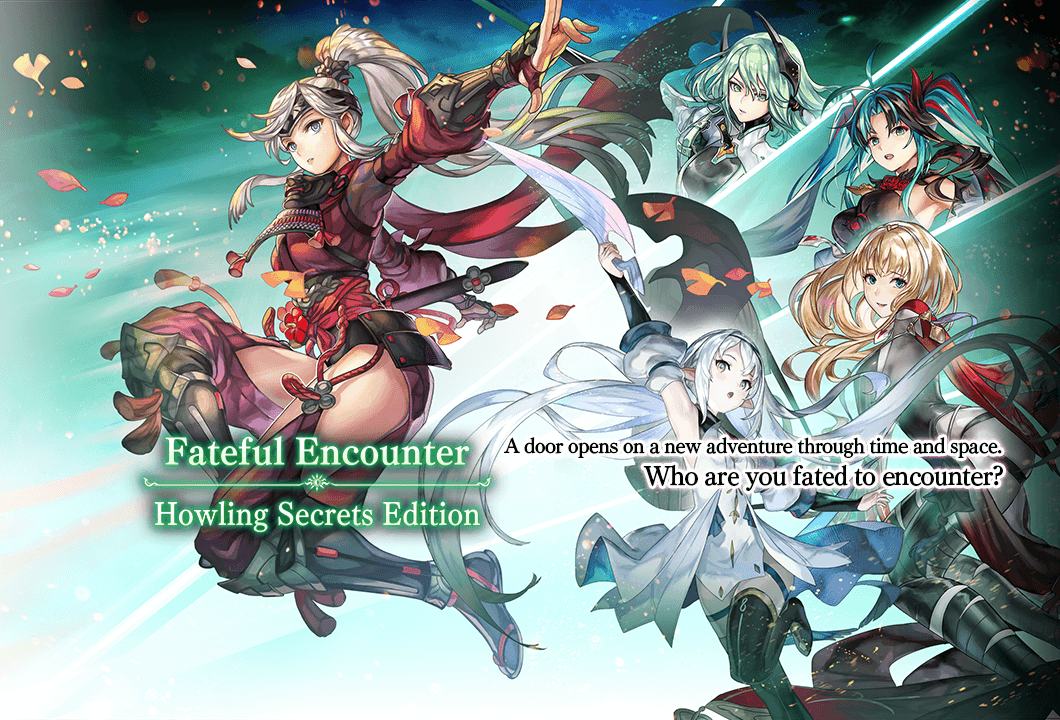 Fateful Encounter
Howling Secrets Edition
A door opens on a new adventure through time and space.
Who are you fated to encounter?